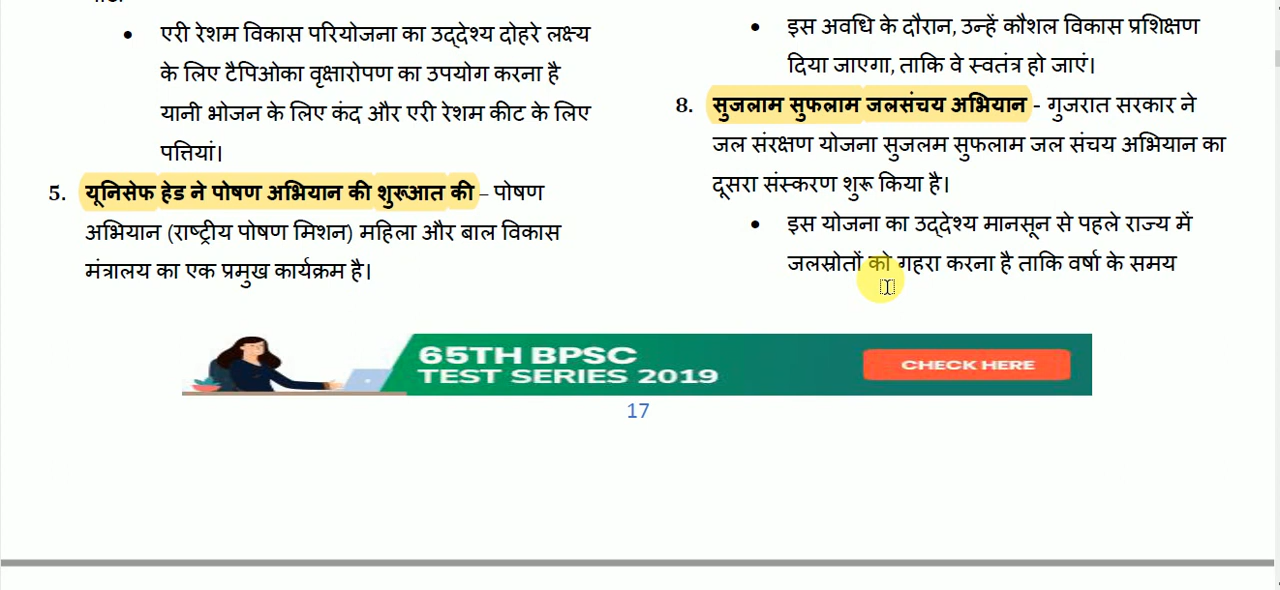 एरी रेशम विकास परियोजना का उद्देश्य दोहरे लक्ष्य
के लिए टैपिओका वृक्षारोपण का उपयोग करना है
यानी भोजन के लिए कंद और एरी रेशम कीट के लिए
पत्तियां।
5. यूनिसेफ हेड ने पोषण अभियान की शुरूआत की – पोषण
अभियान (राष्ट्रीय पोषण मिशन) महिला और बाल विकास
मंत्रालय का एक प्रमुख कार्यक्रम है।
इस अवधि के दौरान, उन्हें कौशल विकास प्रशिक्षण
दिया जाएगा, ताकि वे स्वतंत्र हो जाएं।
8. सुजलाम सुफलाम जलसंचय अभियान - गुजरात सरकार ने
जल संरक्षण योजना सुजलम सुफलाम जल संचय अभियान का
दूसरा संस्करण शुरू किया है।
इस योजना का उद्देश्य मानसून से पहले राज्य में
जलस्रोतों को गहरा करना है ताकि वर्षा के समय
65TH BPSC
TEST SERIES 2019
CHECK HERE
17